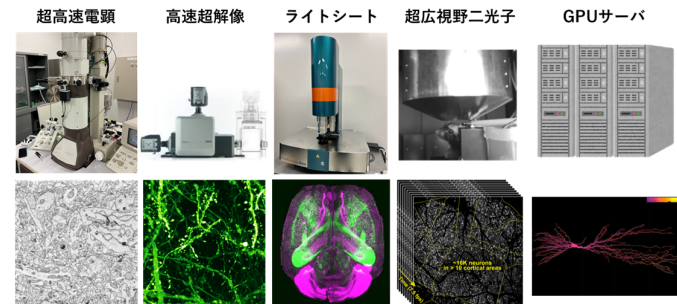 超高速電顕
高速超解像
ライトシート
超広視野二光子
GPUサーバ
~16K neurons
in > 10 cortical areas